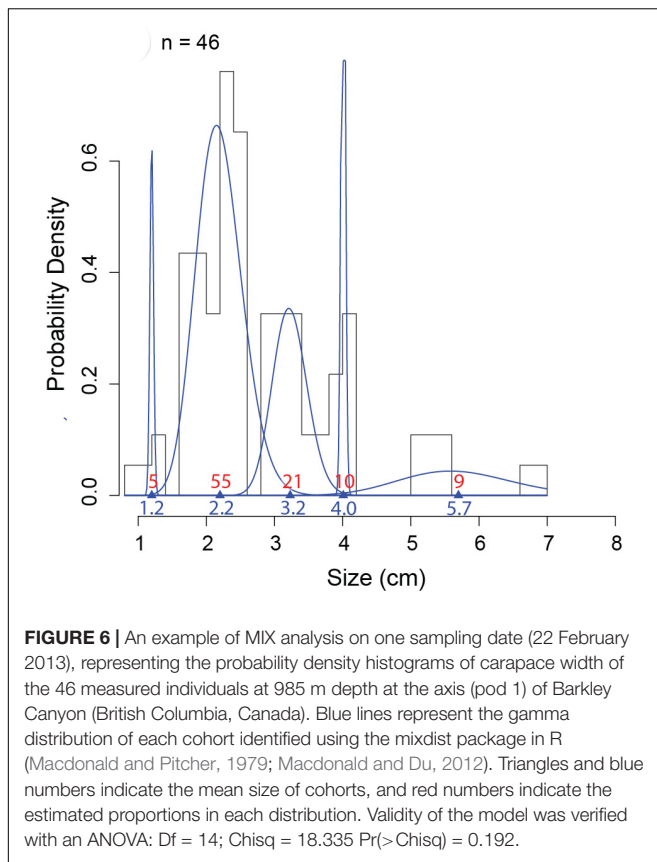 n = 46
Probability Density
0.6
0.4
0.2
0.0
5 55 21 10 9
1.2 2.2 3.2 4.0 5.7
1 2 3 4 5 6 7 8
Size (cm)
FIGURE 6 | An example of MIX analysis on one sampling date (22 February
2013), representing the probability density histograms of carapace width of
the 46 measured individuals at 985 m depth at the axis (pod 1) of Barkley
Canyon (British Columbia, Canada). Blue lines represent the gamma
distribution of each cohort identified using the mixdist package in R
(Macdonald and Pitcher, 1979; Macdonald and Du, 2012). Triangles and blue
numbers indicate the mean size of cohorts, and red numbers indicate the
estimated proportions in each distribution. Validity of the model was verified
with an ANOVA: Df = 14; Chisq = 18.335 Pr(>Chisq) = 0.192.